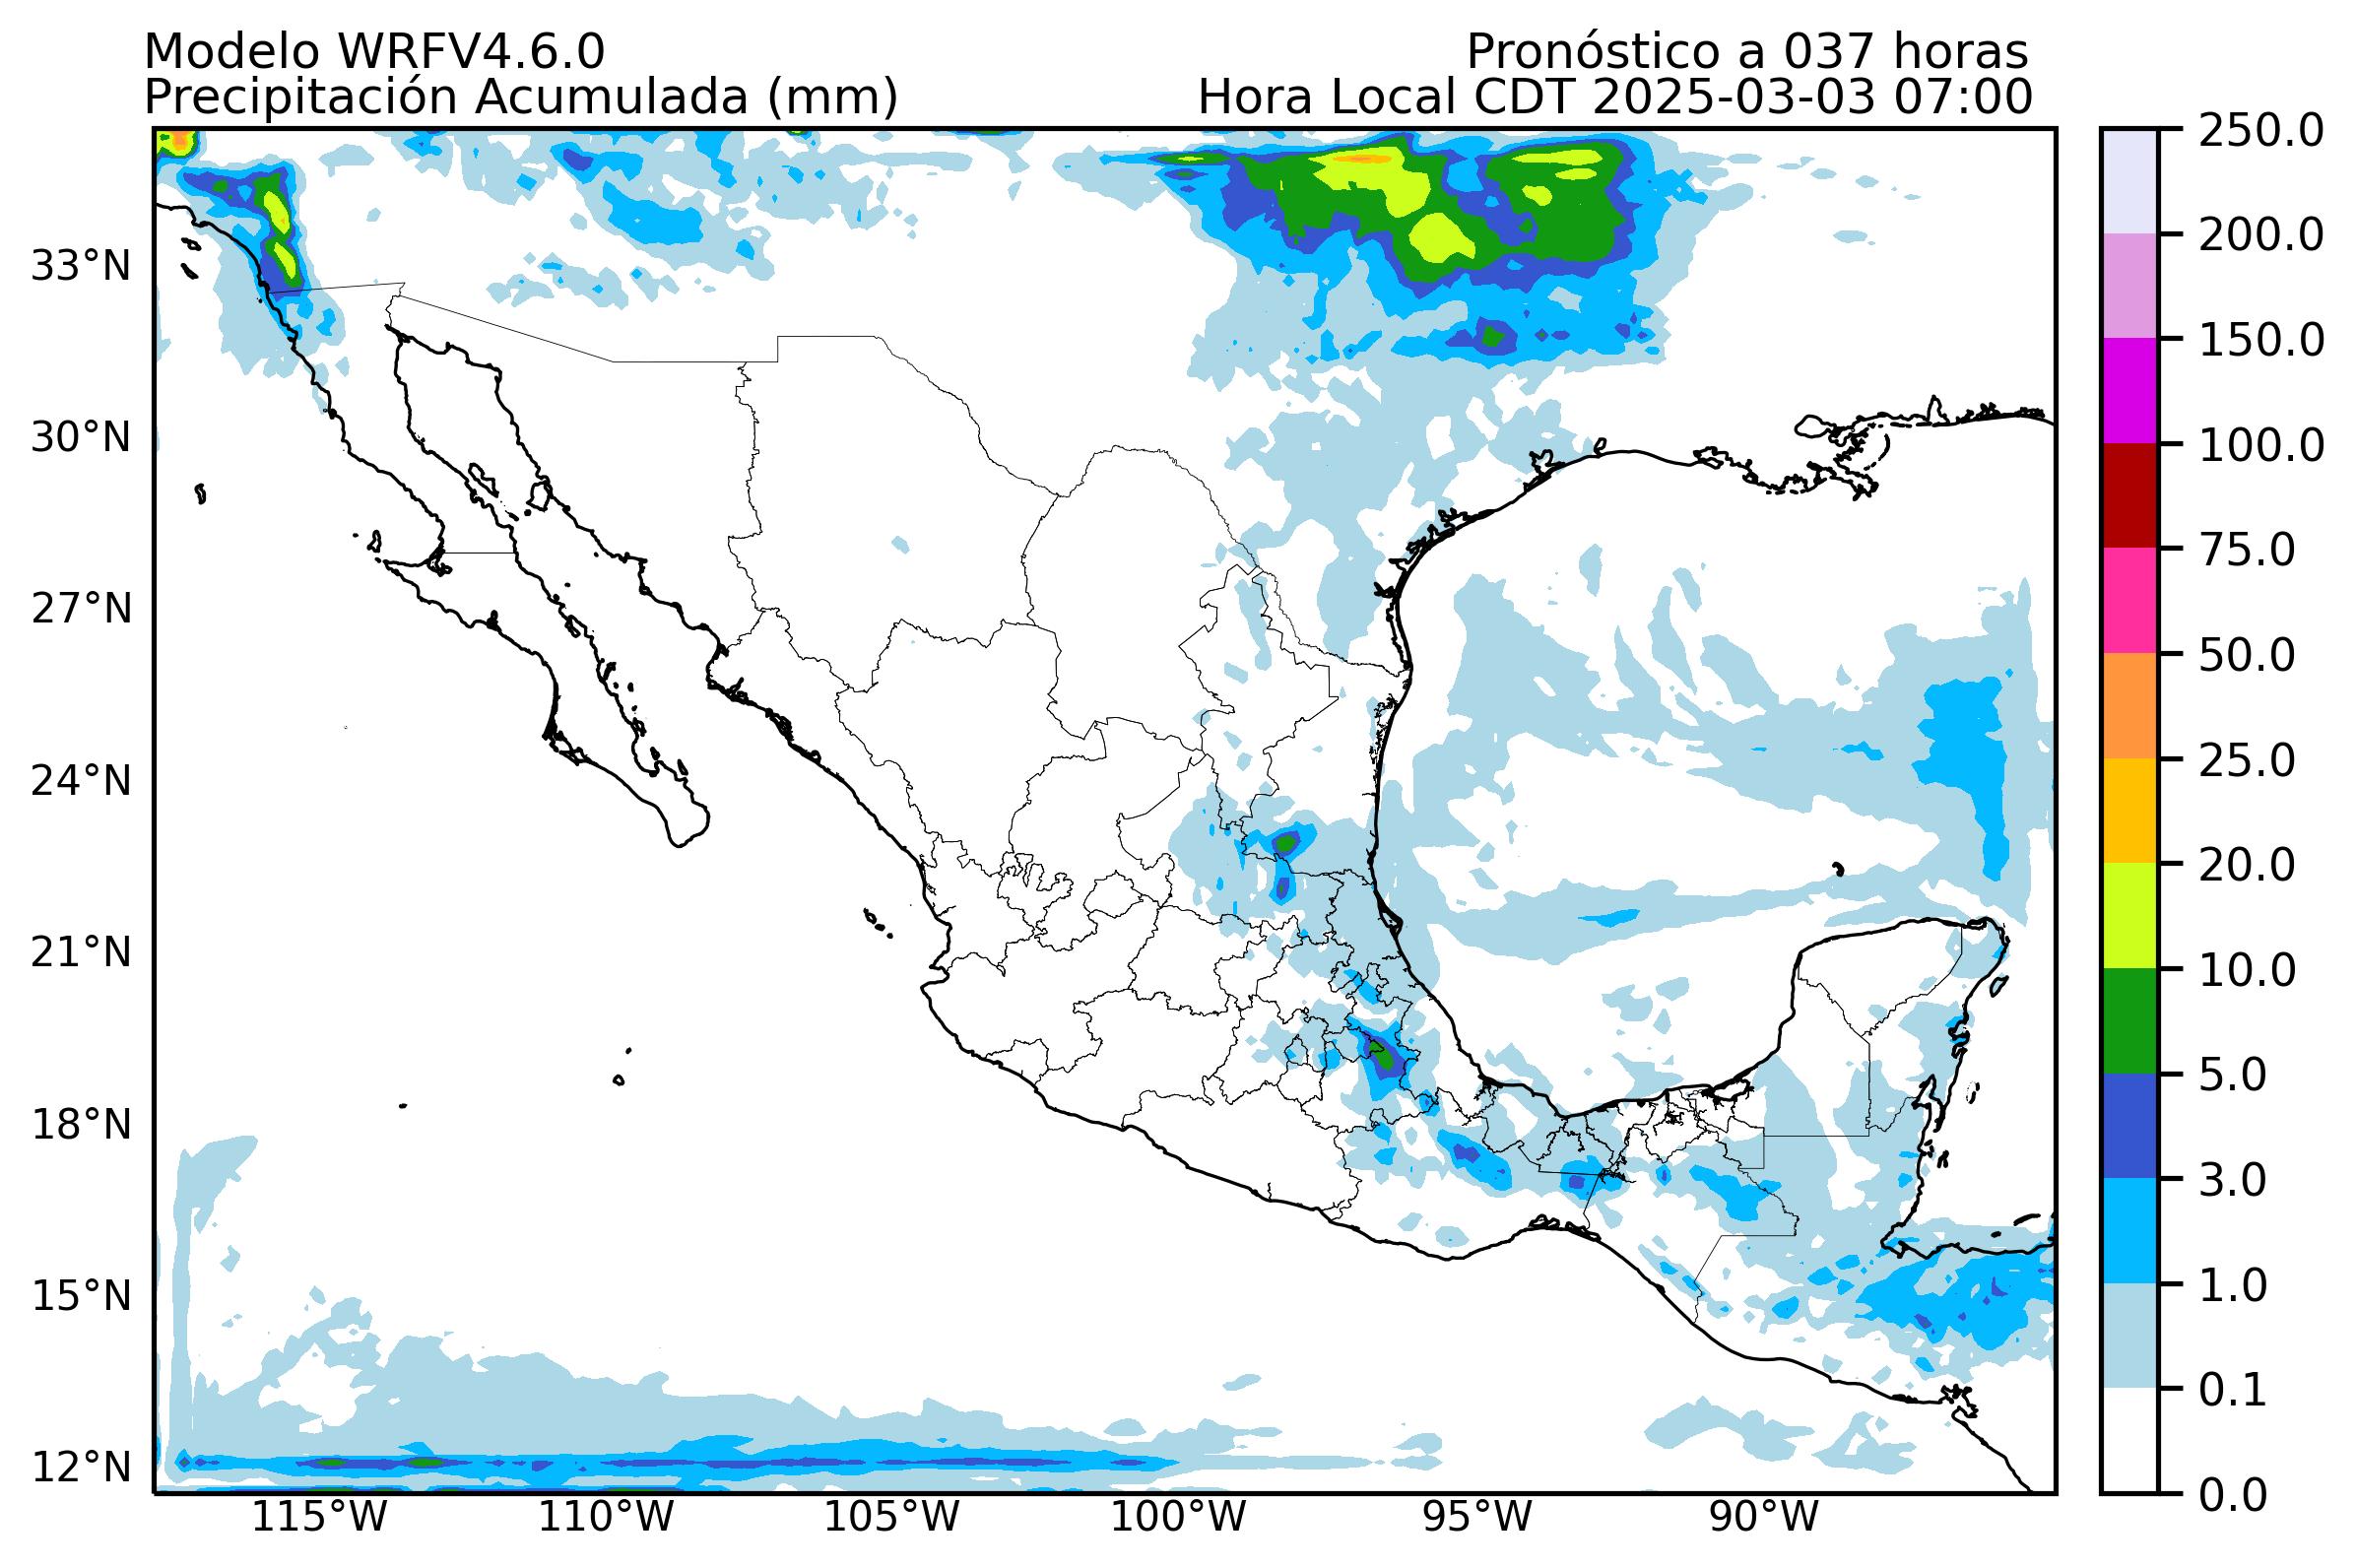 Modelo WRFV4.6.0
Pronóstico a 037 horas
Precipitación Acumulada (mm)
Hora Local CDT 2025-03-03 07:00
33°N
30°N
27°N
24°N
21°N
18°N
15°N
12°N
115°W
110°W
105°W
100°W
95°W
90°W
250.0
200.0
150.0
100.0
75.0
50.0
25.0
20.0
10.0
5.0
3.0
1.0
0.1
0.0